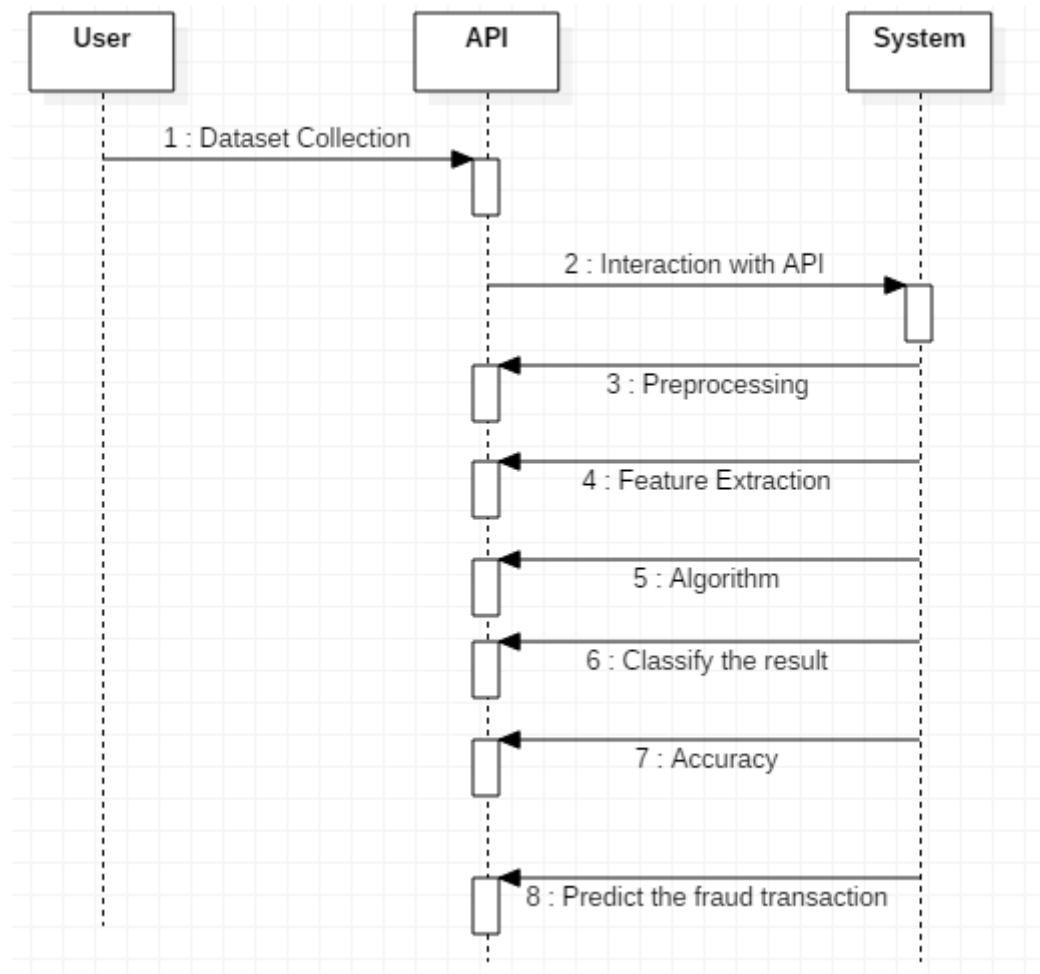 User
API
System
1 : Dataset Collection
2 : Interaction with API
3 : Preprocessing
4 : Feature Extraction
5 : Algorithm
6 : Classify the result
7 : Accuracy
8 : Predict the fraud transaction